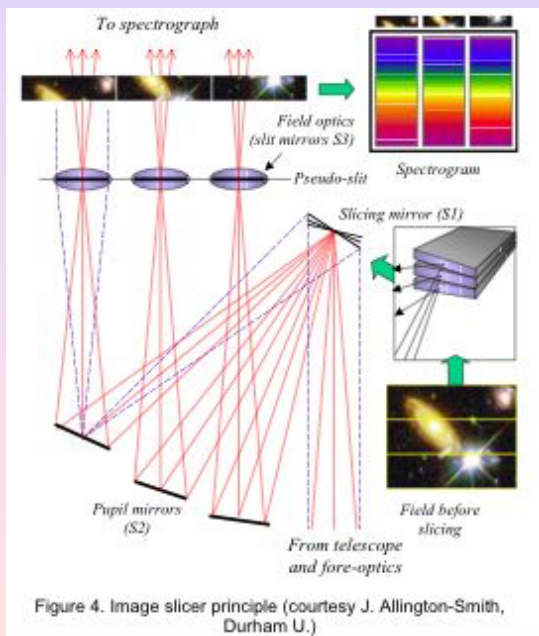 To spectrograph
Field optics
(slit mirrors S3)
Pseudo-slit
Spectrogram
Slicing mirror (S1)
Pupil mirrors
(S2)
Field before
slicing
From telescope
and fore-optics
Figure 4. Image slicer principle (courtesy J. Allington-Smith,
Durham U.)